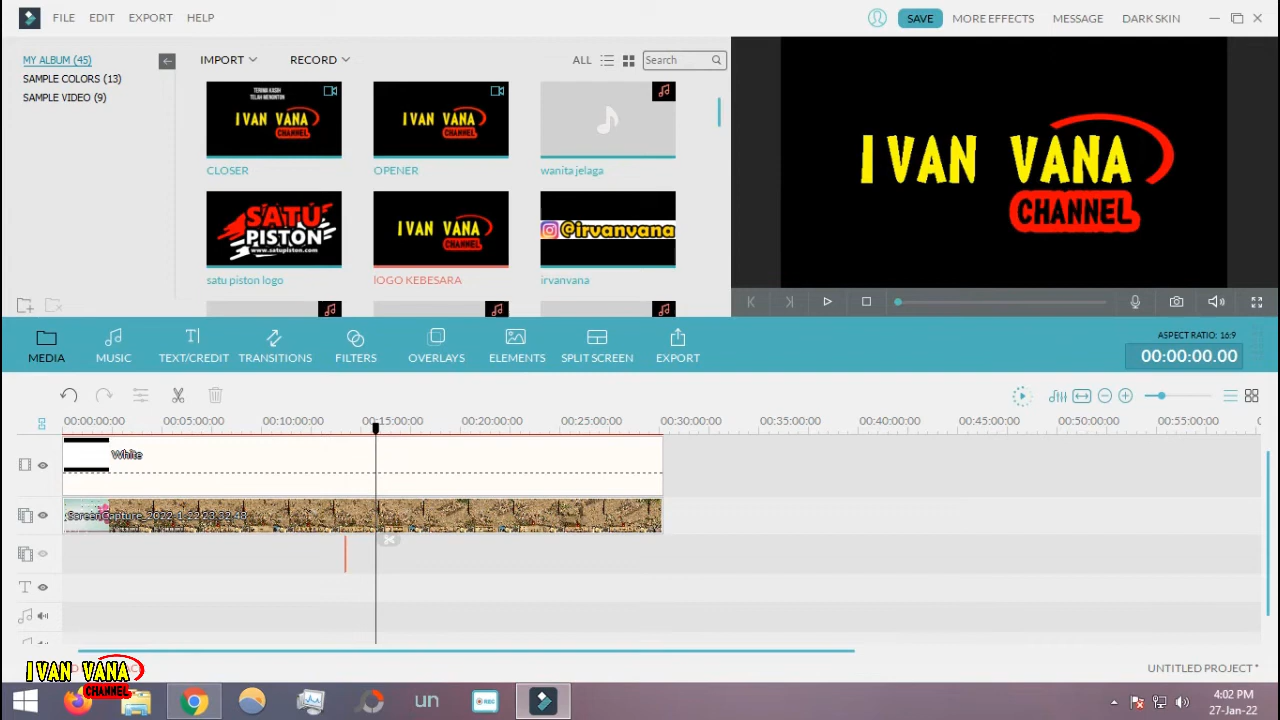 FILE EDIT EXPORT HELP SAVE MORE EFFECTS MESSAGE DARK SKIN
MY ALBUM (45)
SAMPLE COLORS (13)
SAMPLE VIDEO (9)
IMPORT RECORD ALL Search
TERIMA KASIH
TELAH MENONTON
IVAN VANA
CHANNEL
IVAN VANA
CHANNEL
CLOSER OPENER wanita jelaga
SATU
PISTON
www.satupiston.com
IVAN VANA
CHANNEL
@irvanvana
satu piston logo lOGO KEBESARA irvanvana
IVAN VANA
CHANNEL
MEDIA MUSIC TEXT/CREDIT TRANSITIONS FILTERS OVERLAYS ELEMENTS SPLIT SCREEN EXPORT
ASPECT RATIO: 16:9
00:00:00.00
00:00:00:00 00:05:00:00 00:10:00:00 00:15:00:00 00:20:00:00 00:25:00:00 00:30:00:00 00:35:00:00 00:40:00:00 00:45:00:00 00:50:00:00 00:55:00:00
White
ScreenCapture_2022-1-22 23-32-48
T
IVAN VANA
CHANNEL
UNTITLED PROJECT *
un
REC
4:02 PM
27-Jan-22